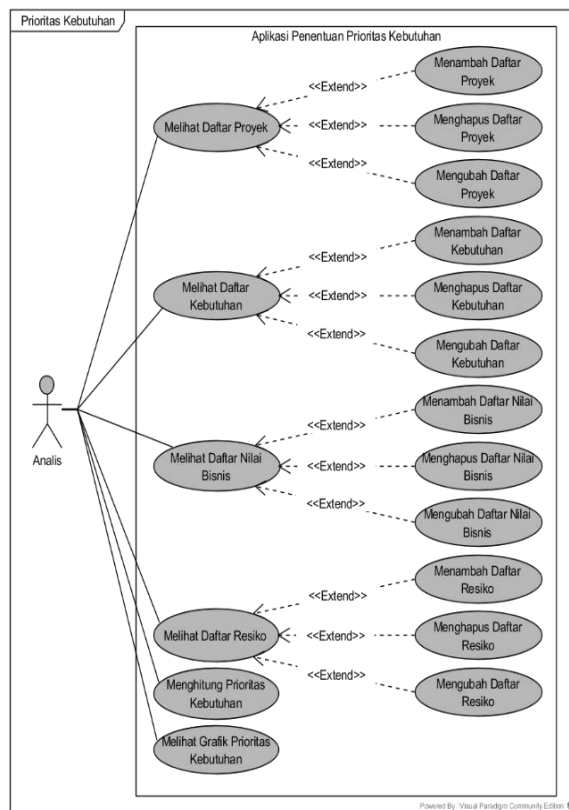 Prioritas Kebutuhan
Aplikasi Penentuan Prioritas Kebutuhan
Melihat Daftar Proyek
<<Extend>>
Menambah Daftar
Proyek
<<Extend>>
Menghapus Daftar
Proyek
<<Extend>>
Mengubah Daftar
Proyek
Melihat Daftar
Kebutuhan
<<Extend>>
Menambah Daftar
Kebutuhan
<<Extend>>
Menghapus Daftar
Kebutuhan
<<Extend>>
Mengubah Daftar
Kebutuhan
Analis
Melihat Daftar Nilai
Bisnis
<<Extend>>
Menambah Daftar Nilai
Bisnis
<<Extend>>
Menghapus Daftar Nilai
Bisnis
<<Extend>>
Mengubah Daftar Nilai
Bisnis
Melihat Daftar Resiko
<<Extend>>
Menambah Daftar
Resiko
<<Extend>>
Menghapus Daftar
Resiko
<<Extend>>
Mengubah Daftar
Resiko
Menghitung Prioritas
Kebutuhan
Melihat Grafik Prioritas
Kebutuhan
Powered By Visual Paradigm Community Edition